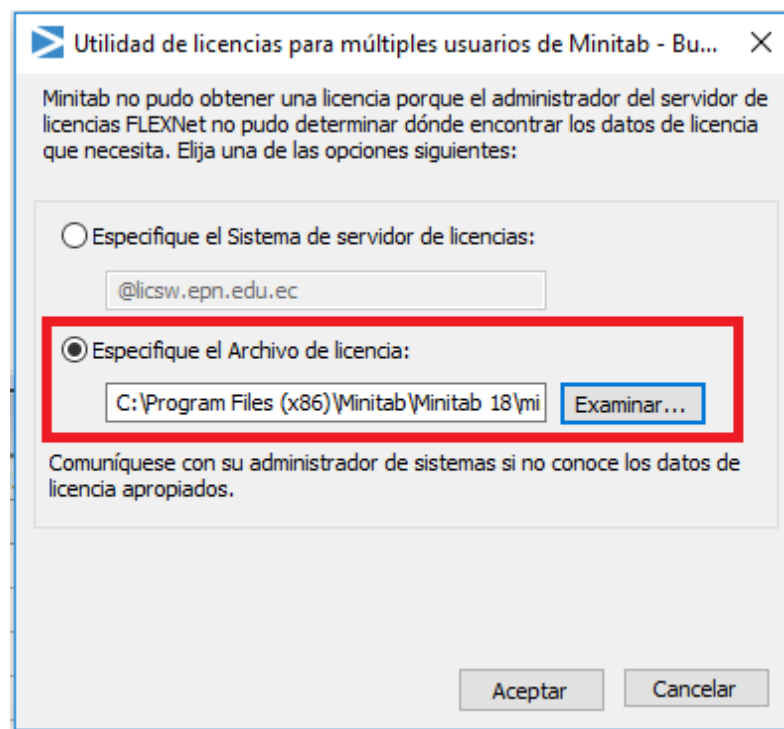 Utilidad de licencias para múltiples usuarios de Minitab - Bu...
Minitab no pudo obtener una licencia porque el administrador del servidor de
licencias FLEXNet no pudo determinar dónde encontrar los datos de licencia
que necesita. Elija una de las opciones siguientes:
Especifique el Sistema de servidor de licencias:
@licsw.epn.edu.ec
Especifique el Archivo de licencia:
C:\Program Files (x86)\Minitab\Minitab 18\mi
Examinar...
Comuníquese con su administrador de sistemas si no conoce los datos de
licencia apropiados.
Aceptar
Cancelar